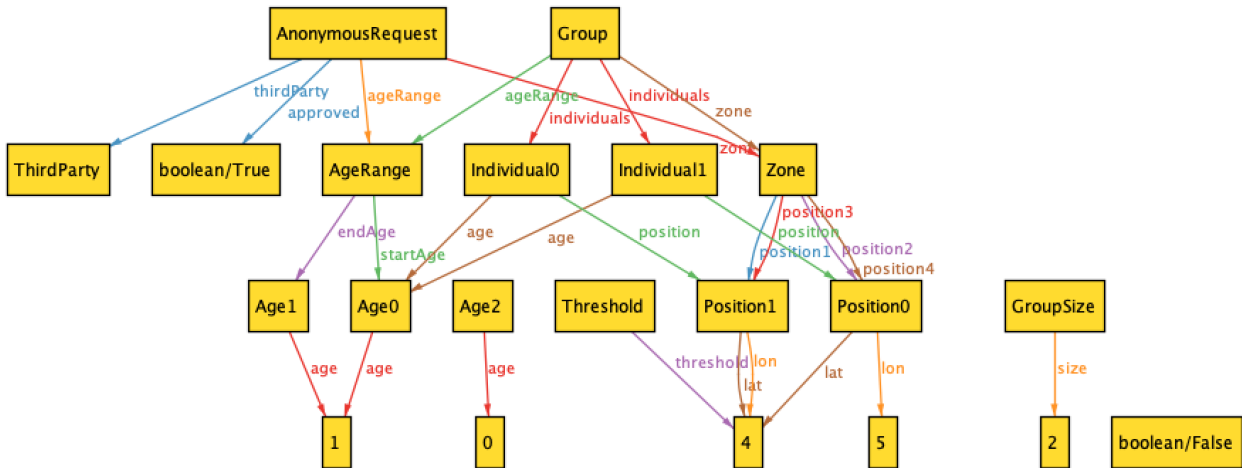 AnonymousRequest
Group
thirdParty
approved
ageRange
ageRange
individuals
individuals
zone
zone
ThirdParty
boolean/True
AgeRange
Individual0
Individual1
Zone
endAge
startAge
age
age
position
position
position3
position1
position2
position4
Age1
Age0
Age2
Threshold
Position1
Position0
GroupSize
age
age
age
threshold
lon
lat
lat
lon
size
1
0
4
5
2
boolean/False